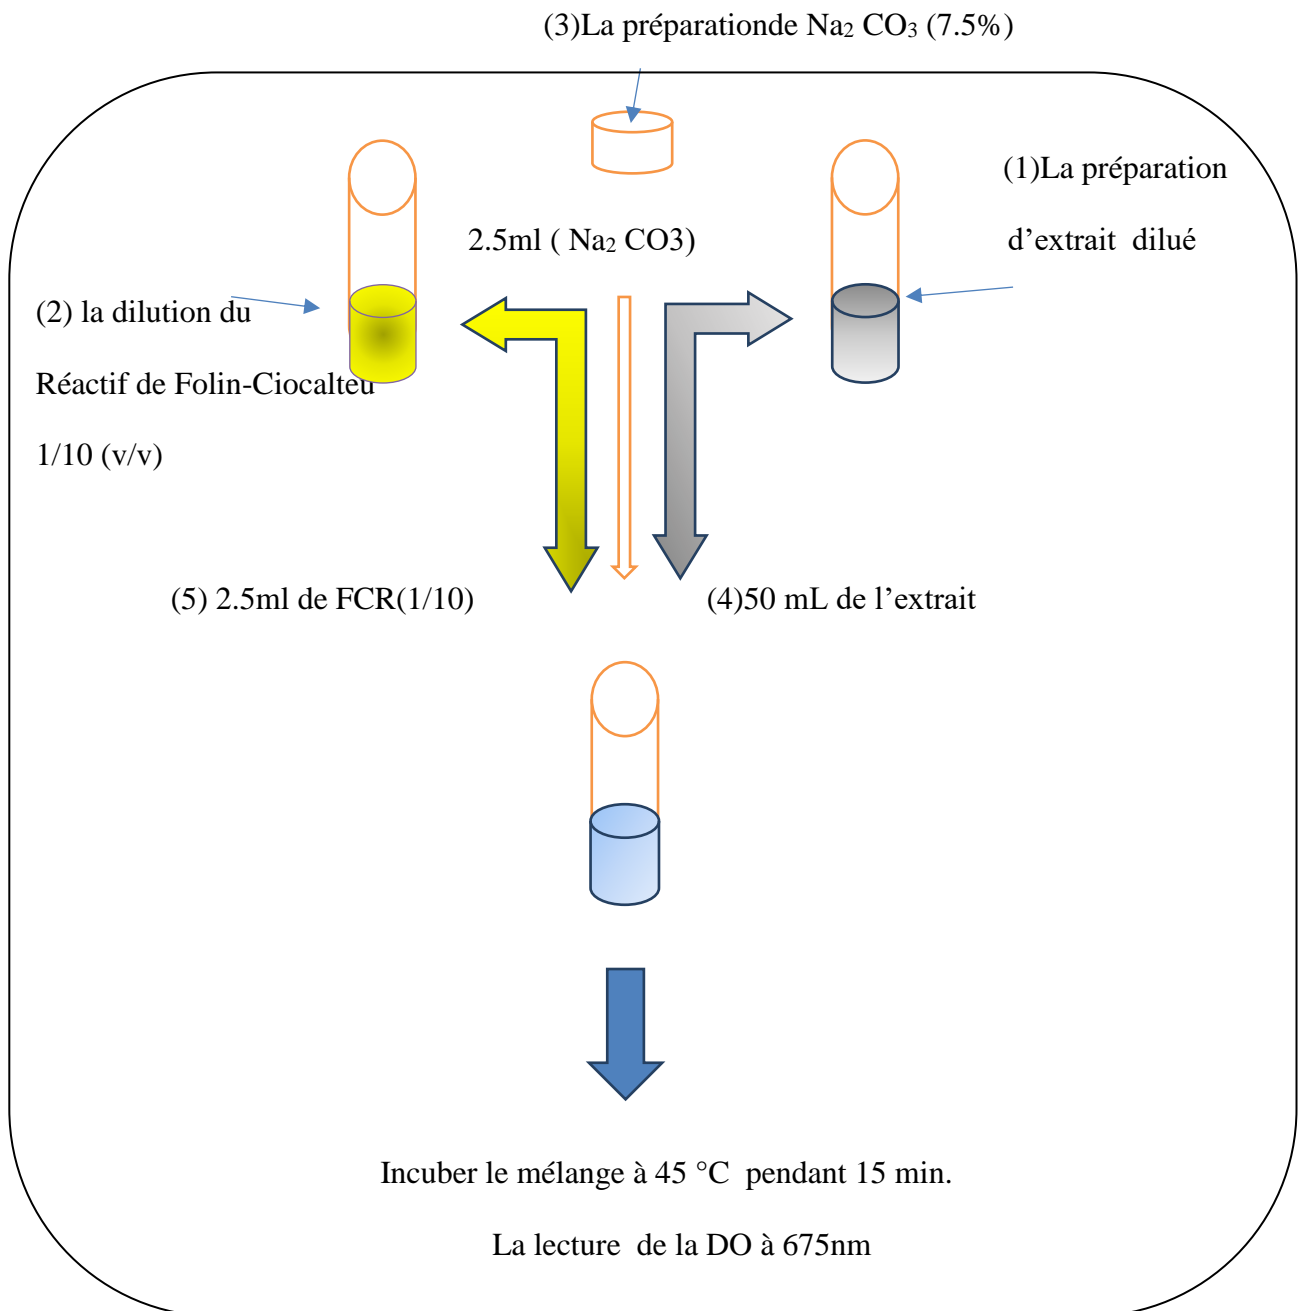 (3)La préparationde Na₂ CO₃ (7.5%)
(1)La préparation
d’extrait dilué
2.5ml ( Na₂ CO3)
(2) la dilution du
Réactif de Folin-Ciocalteu
1/10 (v/v)
(5) 2.5ml de FCR(1/10)
(4)50 mL de l’extrait
Incuber le mélange à 45 °C pendant 15 min.
La lecture de la DO à 675nm